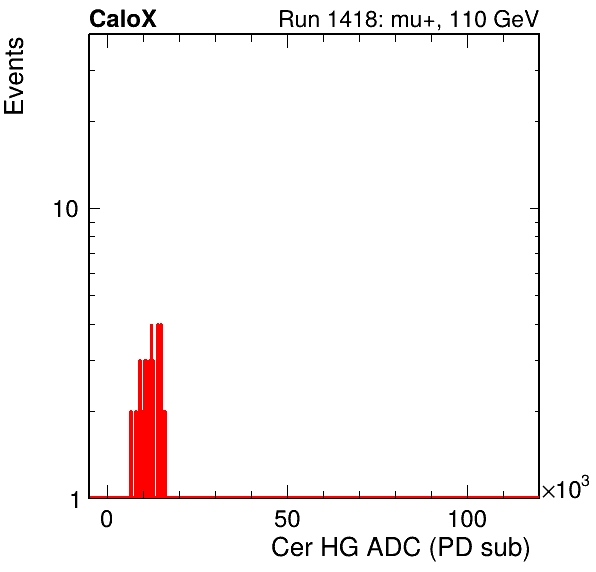 CaloX Run 1418: mu+, 110 GeV
Events
10
1
0 50 100 ×10³
Cer HG ADC (PD sub)